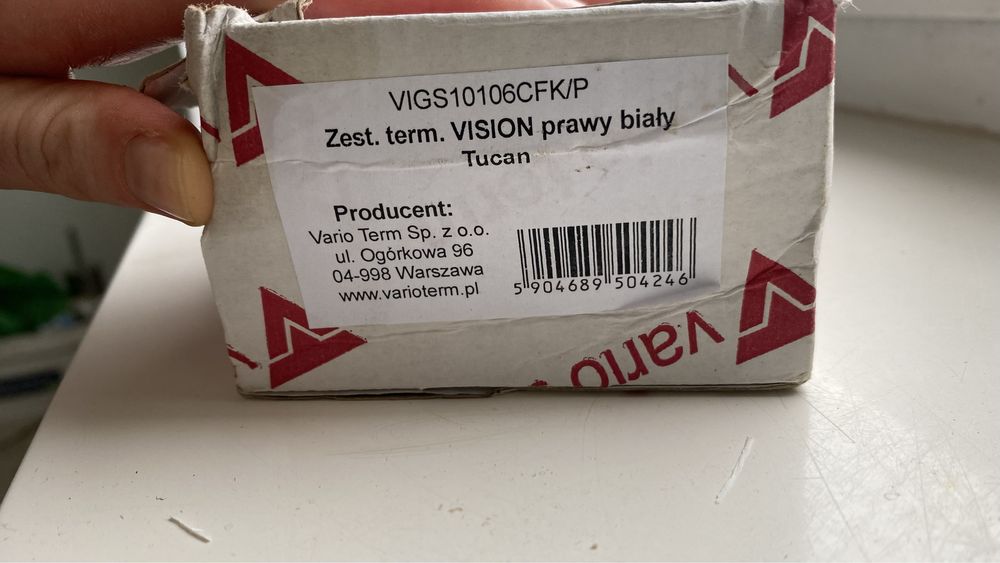 VIGS10106CFK/P
Zest. term. VISION prawy biały
Tucan
Producent:
Vario Term Sp. z o.o.
ul. Ogórkowa 96
04-998 Warszawa
www.varioterm.pl
5 904689 504246
vario